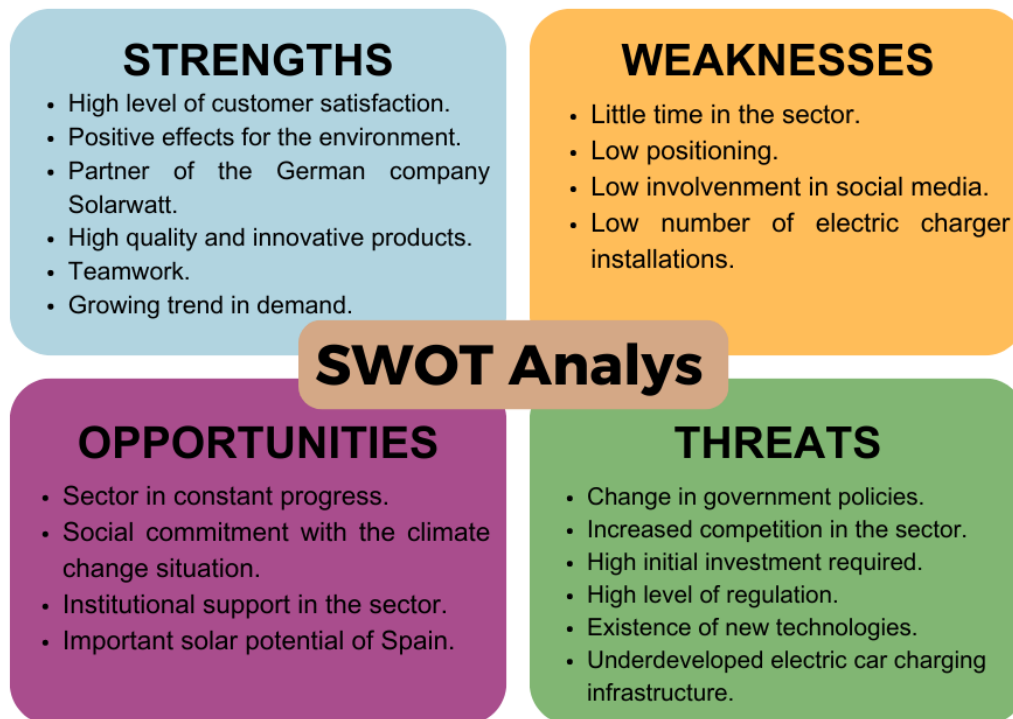 STRENGTHS
• High level of customer satisfaction.
• Positive effects for the environment.
• Partner of the German company
Solarwatt.
• High quality and innovative products.
• Teamwork.
• Growing trend in demand.
WEAKNESSES
• Little time in the sector.
• Low positioning.
• Low involvenment in social media.
• Low number of electric charger
installations.
SWOT Analys
OPPORTUNITIES
• Sector in constant progress.
• Social commitment with the climate
change situation.
• Institutional support in the sector.
• Important solar potential of Spain.
THREATS
• Change in government policies.
• Increased competition in the sector.
• High initial investment required.
• High level of regulation.
• Existence of new technologies.
• Underdeveloped electric car charging
infrastructure.